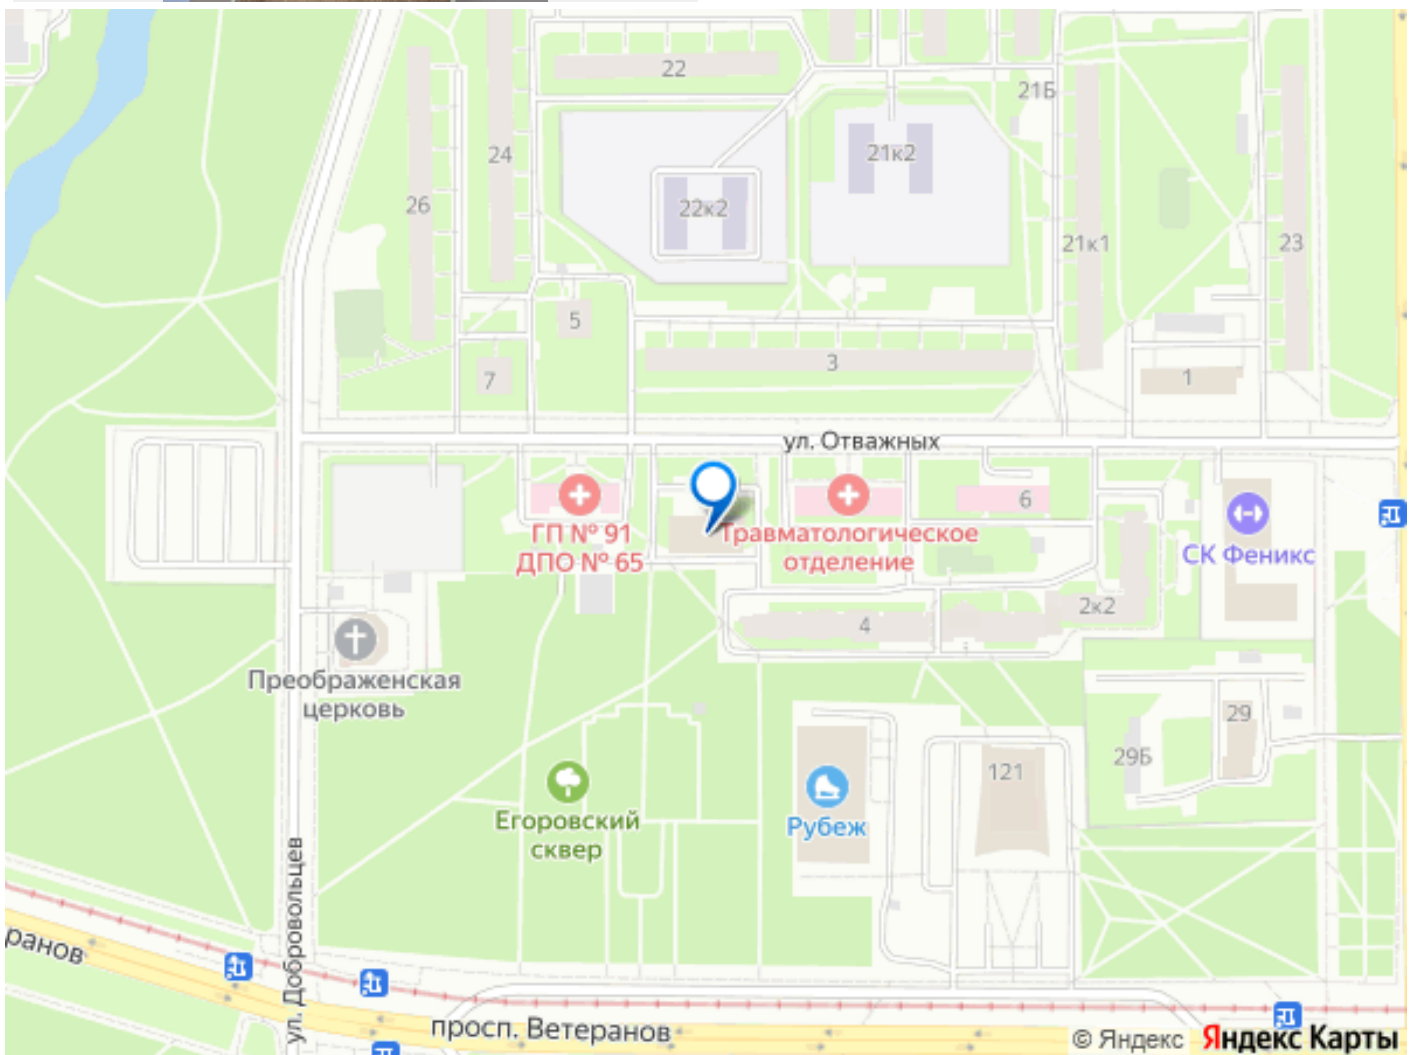 22
21Б
24
21к2
26
22к2
21к1
23
5
3
7
1
ул. Отважных
6
ГП № 91
ДПО № 65
Травматологическое
отделение
СК Феникс
2к2
4
Преображенская
церковь
29
29Б
121
Рубеж
Егоровский
сквер
ул. Добровольцев
ранов
просп. Ветеранов
© Яндекс Яндекс Карты